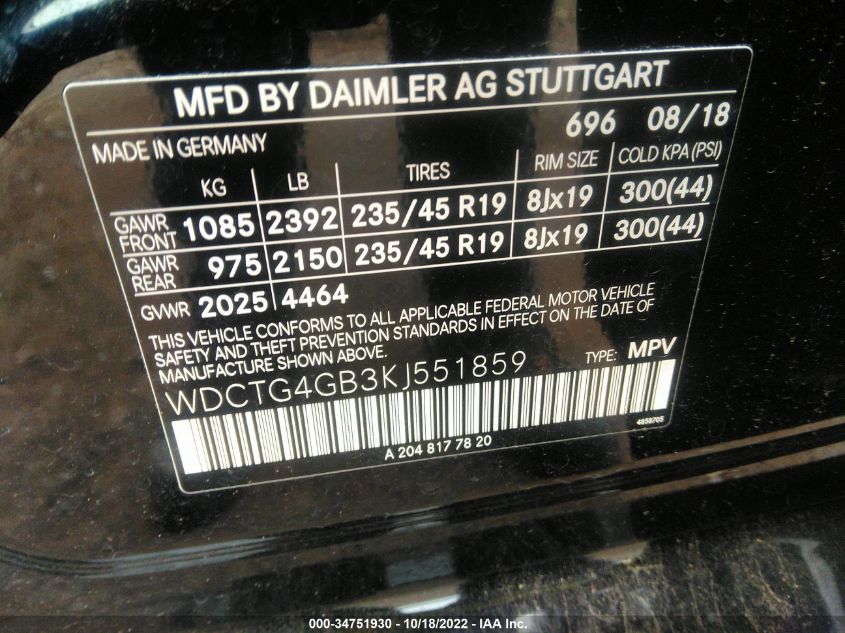 MFD BY DAIMLER AG STUTTGART
696 08/18
MADE IN GERMANY
KG LB TIRES RIM SIZE COLD KPA (PSI)
GAWR FRONT 1085 2392 235/45 R19 8Jx19 300(44)
GAWR REAR 975 2150 235/45 R19 8Jx19 300(44)
GVWR 2025 4464
THIS VEHICLE CONFORMS TO ALL APPLICABLE FEDERAL MOTOR VEHICLE
SAFETY AND THEFT PREVENTION STANDARDS IN EFFECT ON THE DATE OF
MANUFACTURE SHOWN ABOVE.
TYPE: MPV
WDCTG4GB3KJ551859
4858705
A 204 817 78 20
000-34751930 - 10/18/2022 - IAA Inc.